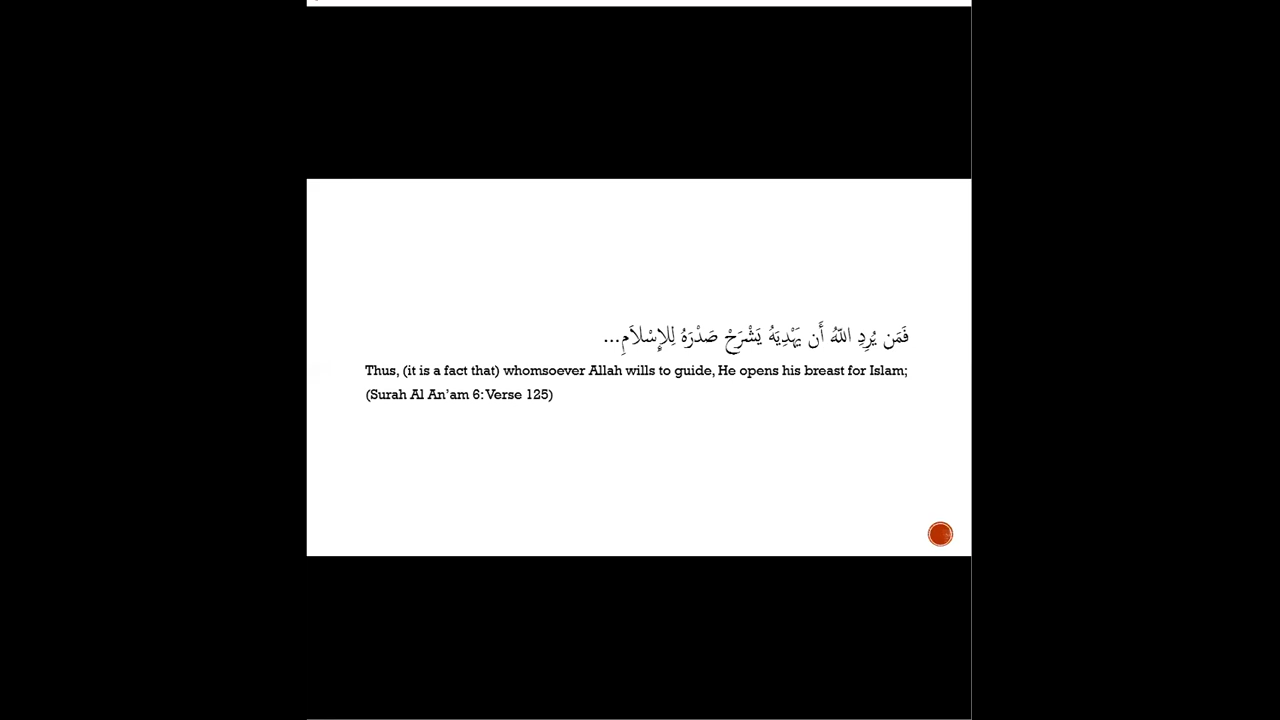 فَمَن يُرِدِ اللّهُ أَن يَهْدِيَهُ يَشْرَحْ صَدْرَهُ لِلإِسْلاَمِ...
Thus, (it is a fact that) whomsoever Allah wills to guide, He opens his breast for Islam;
(Surah Al An’am 6: Verse 125)